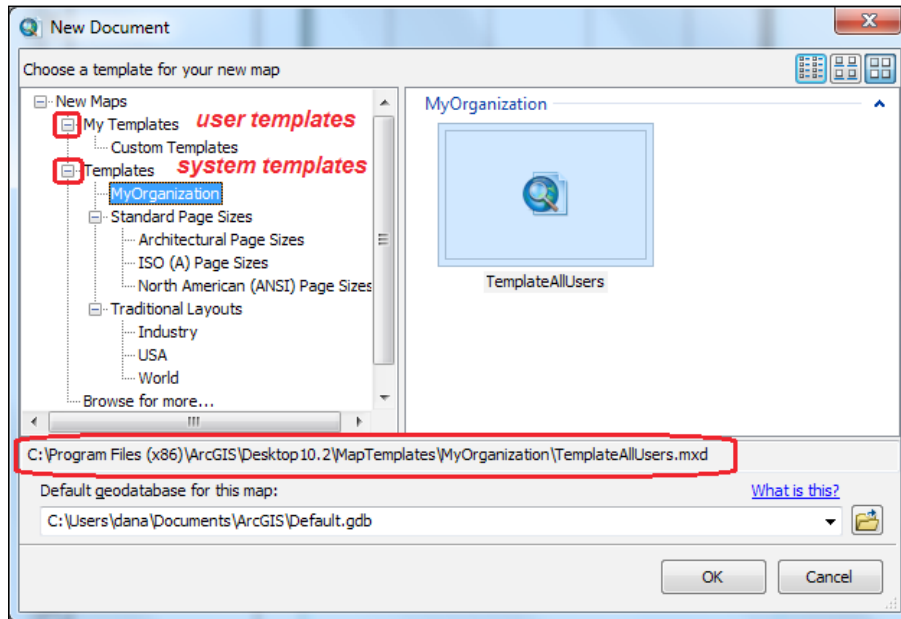 New Document
Choose a template for your new map
New Maps
My Templates user templates
Custom Templates
Templates system templates
MyOrganization
Standard Page Sizes
Architectural Page Sizes
ISO (A) Page Sizes
North American (ANSI) Page Sizes
Traditional Layouts
Industry
USA
World
Browse for more...
MyOrganization
TemplateAllUsers
C:\Program Files (x86)\ArcGIS\Desktop10.2\MapTemplates\MyOrganization\TemplateAllUsers.mxd
Default geodatabase for this map:
What is this?
C:\Users\dana\Documents\ArcGIS\Default.gdb
OK
Cancel